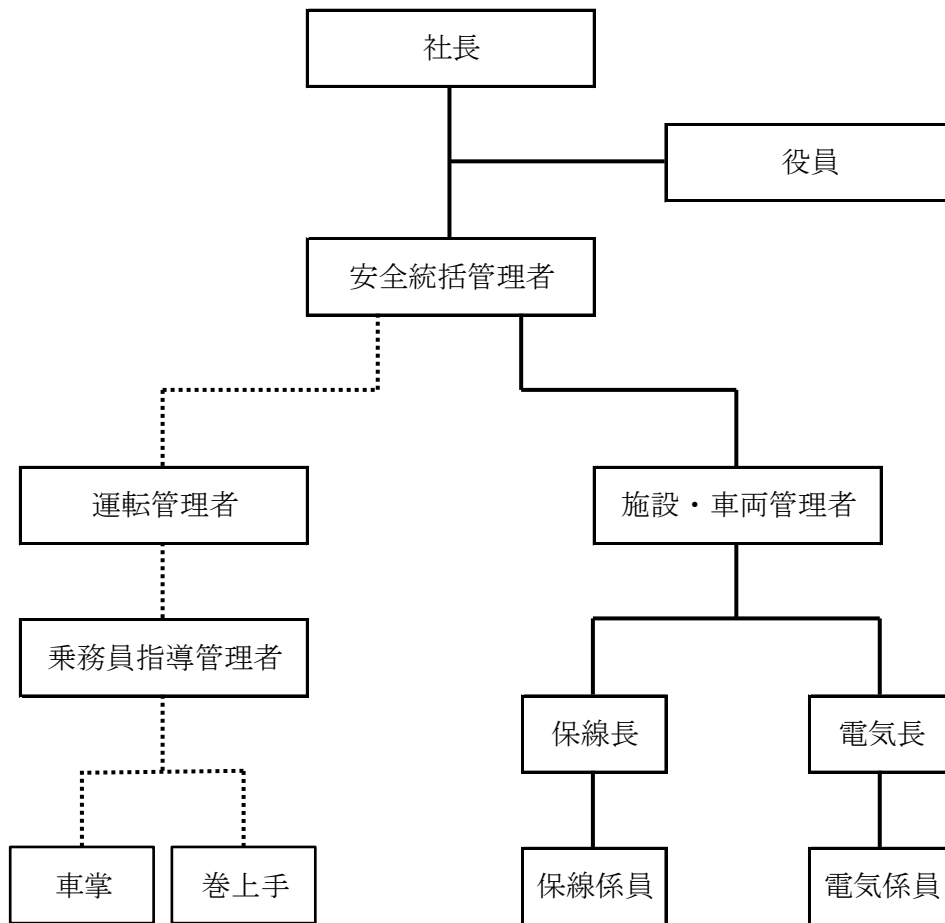 社長
役員
安全統括管理者
運転管理者
施設・車両管理者
乗務員指導管理者
保線長
電気長
車掌
巻上手
保線係員
電気係員